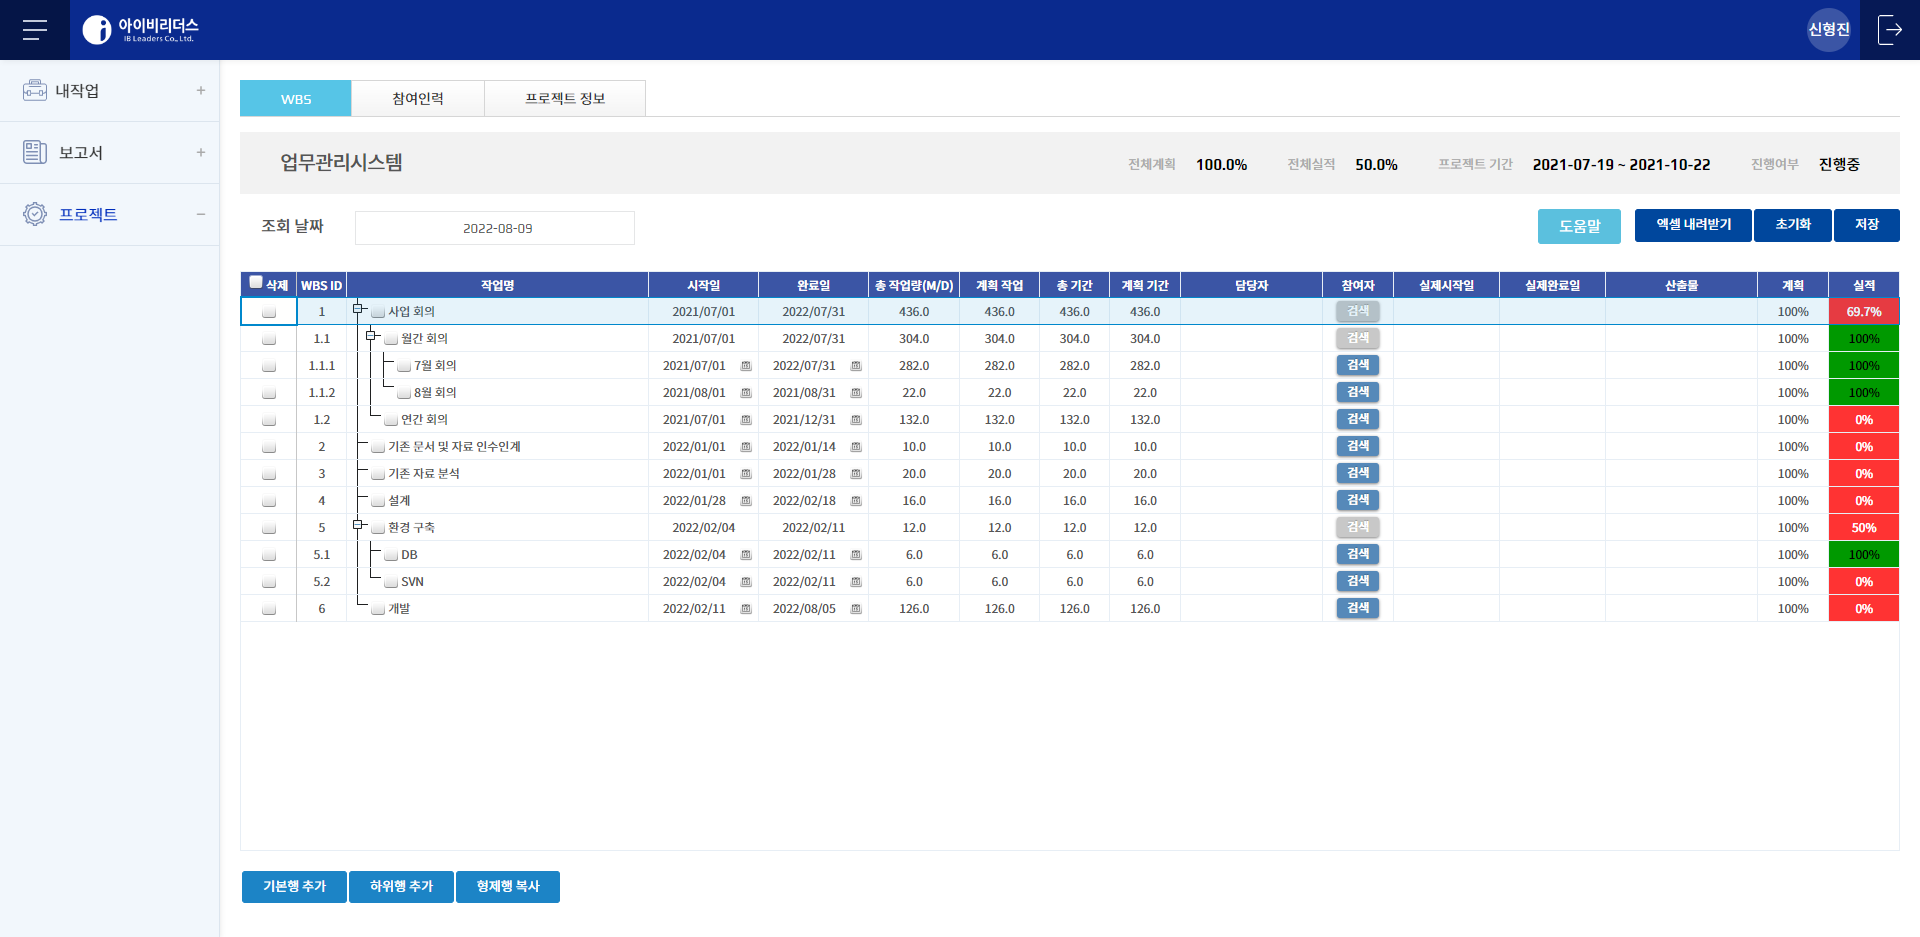 아이비리더스
IB Leaders Co., Ltd.
신형진
내작업 +
보고서 +
프로젝트 −
WBS 참여인력 프로젝트 정보
업무관리시스템 전체계획 100.0% 전체실적 50.0% 프로젝트 기간 2021-07-19 ~ 2021-10-22 진행여부 진행중
조회 날짜 2022-08-09 도움말 엑셀 내려받기 초기화 저장
삭제 WBS ID 작업명 시작일 완료일 총 작업량(M/D) 계획 작업 총 기간 계획 기간 담당자 참여자 실제시작일 실제완료일 산출물 계획 실적
1 사업 회의 2021/07/01 2022/07/31 436.0 436.0 436.0 436.0 검색 100% 69.7%
1.1 월간 회의 2021/07/01 2022/07/31 304.0 304.0 304.0 304.0 검색 100% 100%
1.1.1 7월 회의 2021/07/01 2022/07/31 282.0 282.0 282.0 282.0 검색 100% 100%
1.1.2 8월 회의 2021/08/01 2021/08/31 22.0 22.0 22.0 22.0 검색 100% 100%
1.2 연간 회의 2021/07/01 2021/12/31 132.0 132.0 132.0 132.0 검색 100% 0%
2 기존 문서 및 자료 인수인계 2022/01/01 2022/01/14 10.0 10.0 10.0 10.0 검색 100% 0%
3 기존 자료 분석 2022/01/01 2022/01/28 20.0 20.0 20.0 20.0 검색 100% 0%
4 설계 2022/01/28 2022/02/18 16.0 16.0 16.0 16.0 검색 100% 0%
5 환경 구축 2022/02/04 2022/02/11 12.0 12.0 12.0 12.0 검색 100% 50%
5.1 DB 2022/02/04 2022/02/11 6.0 6.0 6.0 6.0 검색 100% 100%
5.2 SVN 2022/02/04 2022/02/11 6.0 6.0 6.0 6.0 검색 100% 0%
6 개발 2022/02/11 2022/08/05 126.0 126.0 126.0 126.0 검색 100% 0%
기본행 추가 하위행 추가 형제행 복사